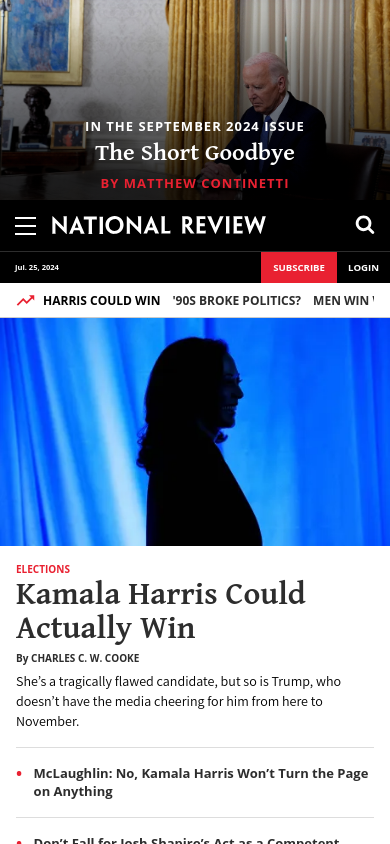 IN THE SEPTEMBER 2024 ISSUE
The Short Goodbye
BY MATTHEW CONTINETTI
NATIONAL REVIEW
Jul. 25, 2024
SUBSCRIBE
LOGIN
HARRIS COULD WIN
'90S BROKE POLITICS?
MEN WIN
ELECTIONS
Kamala Harris Could
Actually Win
By CHARLES C. W. COOKE
She’s a tragically flawed candidate, but so is Trump, who
doesn’t have the media cheering for him from here to
November.
McLaughlin: No, Kamala Harris Won’t Turn the Page
on Anything
Don’t Fall for Josh Shapiro’s Act as a Competent